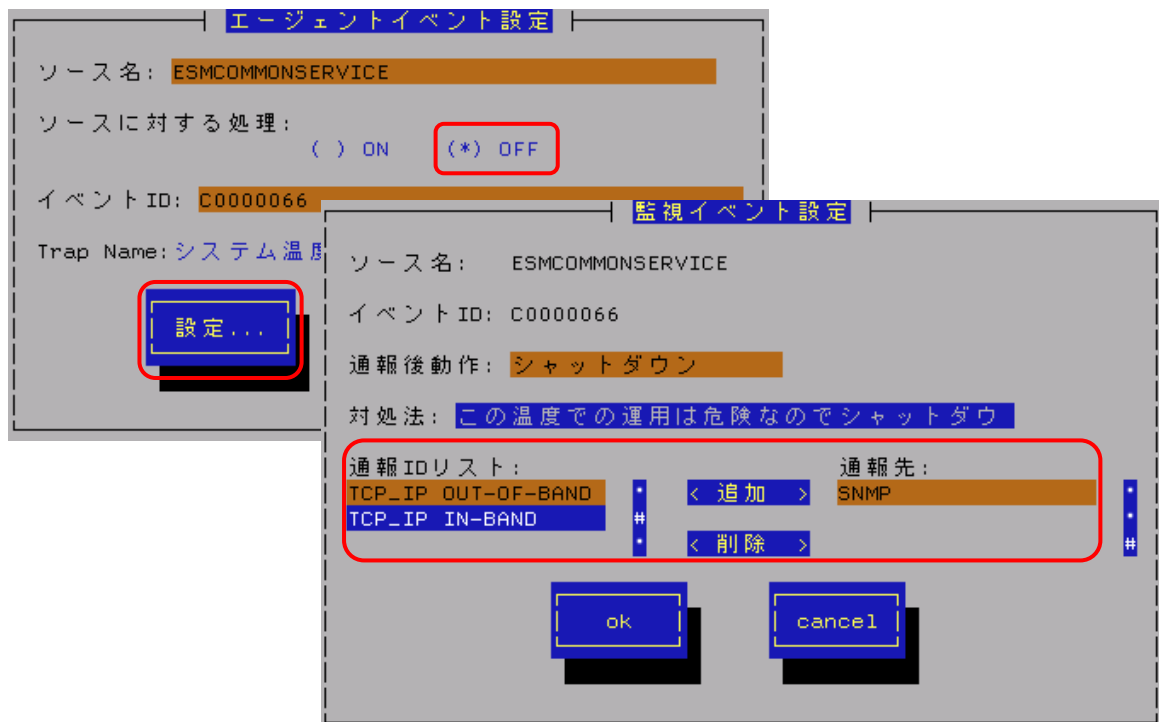 エージェントイベント設定
ソース名: ESMCOMMONSERVICE
ソースに対する処理:
( ) ON (*) OFF
イベントID: C0000066
Trap Name:システム温度
設定...
監視イベント設定
ソース名: ESMCOMMONSERVICE
イベントID: C0000066
通報後動作: シャットダウン
対処法: この温度での運用は危険なのでシャットダウ
通報IDリスト: 通報先:
TCP_IP OUT-OF-BAND < 追加 > SNMP
TCP_IP IN-BAND #
< 削除 > #
ok cancel